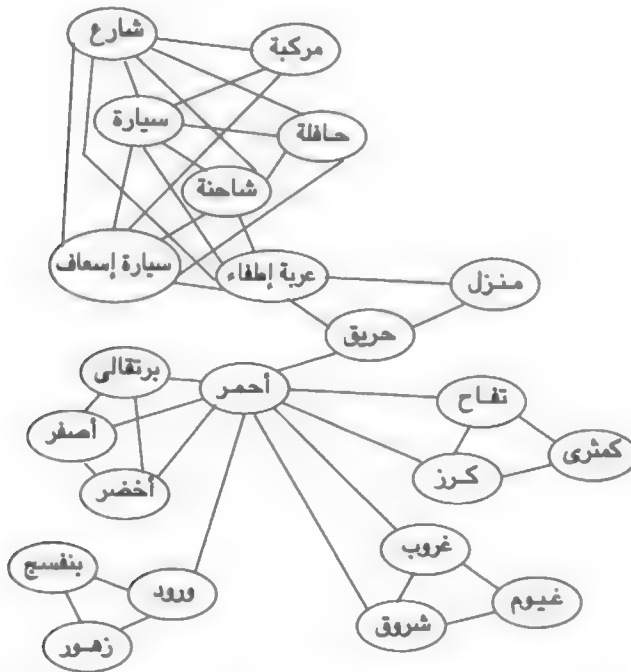 شارع
مركبة
سيارة
حافلة
شاحنة
سيارة إسعاف
عربة إطفاء
منزل
حريق
برتقالى
أحمر
تفاح
أصفر
كمثرى
كرز
أخضر
غروب
بنفسج
ورود
غيوم
شروق
زهور